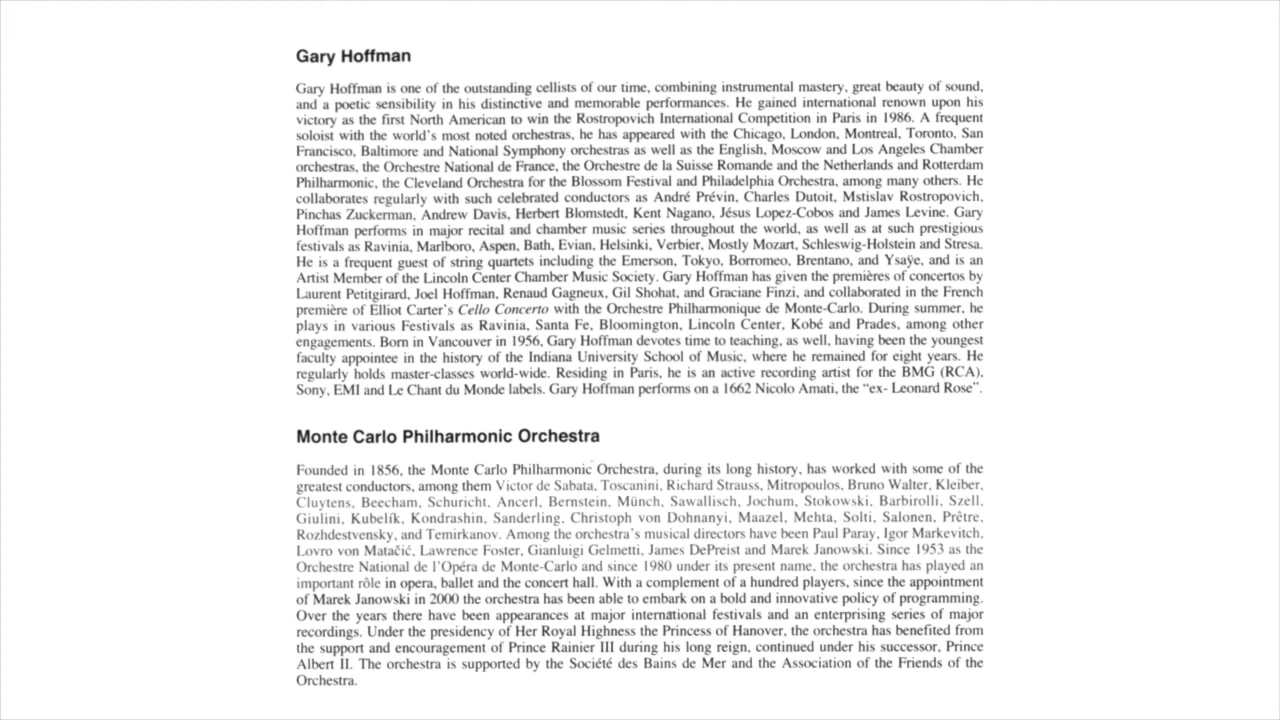 Gary Hoffman
Gary Hoffman is one of the outstanding cellists of our time, combining instrumental mastery, great beauty of sound,
and a poetic sensibility in his distinctive and memorable performances. He gained international renown upon his
victory as the first North American to win the Rostropovich International Competition in Paris in 1986. A frequent
soloist with the world's most noted orchestras, he has appeared with the Chicago, London, Montreal, Toronto, San
Francisco, Baltimore and National Symphony orchestras as well as the English, Moscow and Los Angeles Chamber
orchestras, the Orchestre National de France, the Orchestre de la Suisse Romande and the Netherlands and Rotterdam
Philharmonic, the Cleveland Orchestra for the Blossom Festival and Philadelphia Orchestra, among many others. He
collaborates regularly with such celebrated conductors as André Prévin, Charles Dutoit, Mstislav Rostropovich,
Pinchas Zuckerman, Andrew Davis, Herbert Blomstedt, Kent Nagano, Jésus Lopez-Cobos and James Levine. Gary
Hoffman performs in major recital and chamber music series throughout the world, as well as at such prestigious
festivals as Ravinia, Marlboro, Aspen, Bath, Evian, Helsinki, Verbier, Mostly Mozart, Schleswig-Holstein and Stresa.
He is a frequent guest of string quartets including the Emerson, Tokyo, Borromeo, Brentano, and Ysaÿe, and is an
Artist Member of the Lincoln Center Chamber Music Society. Gary Hoffman has given the premières of concertos by
Laurent Petitgirard, Joel Hoffman, Renaud Gagneux, Gil Shohat, and Graciane Finzi, and collaborated in the French
première of Elliot Carter's Cello Concerto with the Orchestre Philharmonique de Monte-Carlo. During summer, he
plays in various Festivals as Ravinia, Santa Fe, Bloomington, Lincoln Center, Kobé and Prades, among other
engagements. Born in Vancouver in 1956, Gary Hoffman devotes time to teaching, as well, having been the youngest
faculty appointee in the history of the Indiana University School of Music, where he remained for eight years. He
regularly holds master-classes world-wide. Residing in Paris, he is an active recording artist for the BMG (RCA),
Sony, EMI and Le Chant du Monde labels. Gary Hoffman performs on a 1662 Nicolo Amati, the "ex- Leonard Rose".
Monte Carlo Philharmonic Orchestra
Founded in 1856, the Monte Carlo Philharmonic Orchestra, during its long history, has worked with some of the
greatest conductors, among them Victor de Sabata, Toscanini, Richard Strauss, Mitropoulos, Bruno Walter, Kleiber,
Cluytens, Beecham, Schuricht, Ancerl, Bernstein, Münch, Sawallisch, Jochum, Stokowski, Barbirolli, Szell,
Giulini, Kubelík, Kondrashin, Sanderling, Christoph von Dohnanyi, Maazel, Mehta, Solti, Salonen, Prêtre,
Rozhdestvensky, and Temirkanov. Among the orchestra's musical directors have been Paul Paray, Igor Markevitch,
Lovro von Matačić, Lawrence Foster, Gianluigi Gelmetti, James DePreist and Marek Janowski. Since 1953 as the
Orchestre National de l'Opéra de Monte-Carlo and since 1980 under its present name, the orchestra has played an
important rôle in opera, ballet and the concert hall. With a complement of a hundred players, since the appointment
of Marek Janowski in 2000 the orchestra has been able to embark on a bold and innovative policy of programming.
Over the years there have been appearances at major international festivals and an enterprising series of major
recordings. Under the presidency of Her Royal Highness the Princess of Hanover, the orchestra has benefited from
the support and encouragement of Prince Rainier III during his long reign, continued under his successor, Prince
Albert II. The orchestra is supported by the Société des Bains de Mer and the Association of the Friends of the
Orchestra.